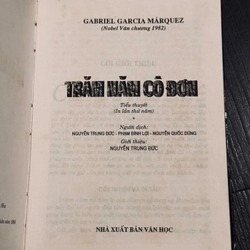 GABRIEL GARCIA MÁRQUEZ
(Nobel Văn chương 1982)
TRĂM NĂM CÔ ĐƠN
Tiểu thuyết
(In lần thứ năm)
*
Người dịch:
NGUYỄN TRUNG ĐỨC - PHẠM ĐÌNH LỢI - NGUYỄN QUỐC DŨNG
Giới thiệu:
NGUYỄN TRUNG ĐỨC
NHÀ XUẤT BẢN VĂN HỌC